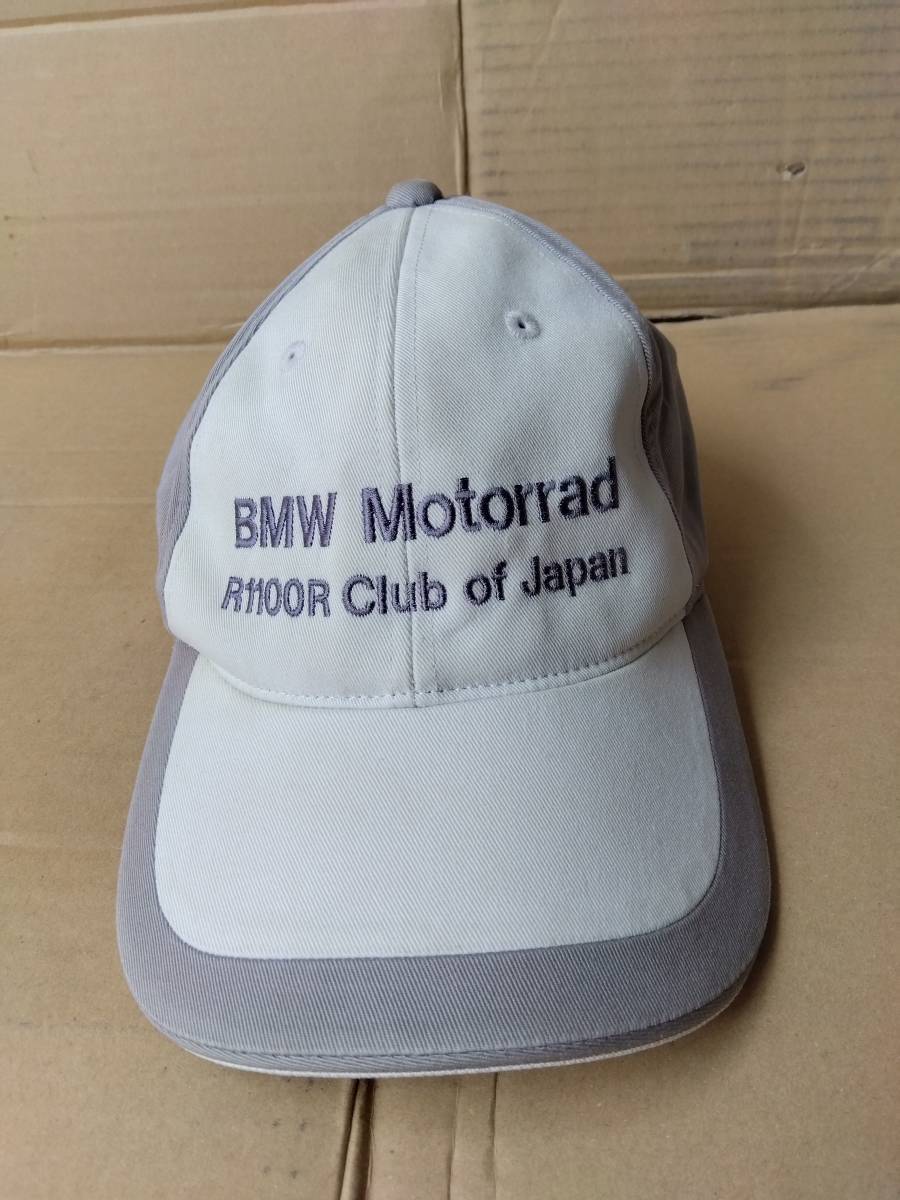 BMW Motorrad
R1100R Club of Japan